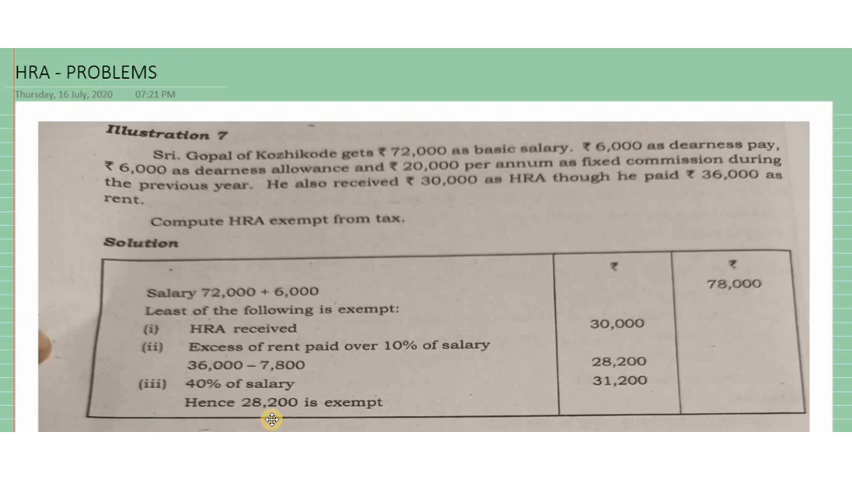 HRA - PROBLEMS
Thursday, 16 July, 2020 07:21 PM
Illustration 7
Sri. Gopal of Kozhikode gets ₹ 72,000 as basic salary. ₹ 6,000 as dearness pay,
₹ 6,000 as dearness allowance and ₹ 20,000 per annum as fixed commission during
the previous year. He also received ₹ 30,000 as HRA though he paid ₹ 36,000 as
rent.
Compute HRA exempt from tax.
Solution
₹ ₹
Salary 72,000 + 6,000 78,000
Least of the following is exempt:
(i) HRA received 30,000
(ii) Excess of rent paid over 10% of salary
36,000 – 7,800 28,200
(iii) 40% of salary 31,200
Hence 28,200 is exempt